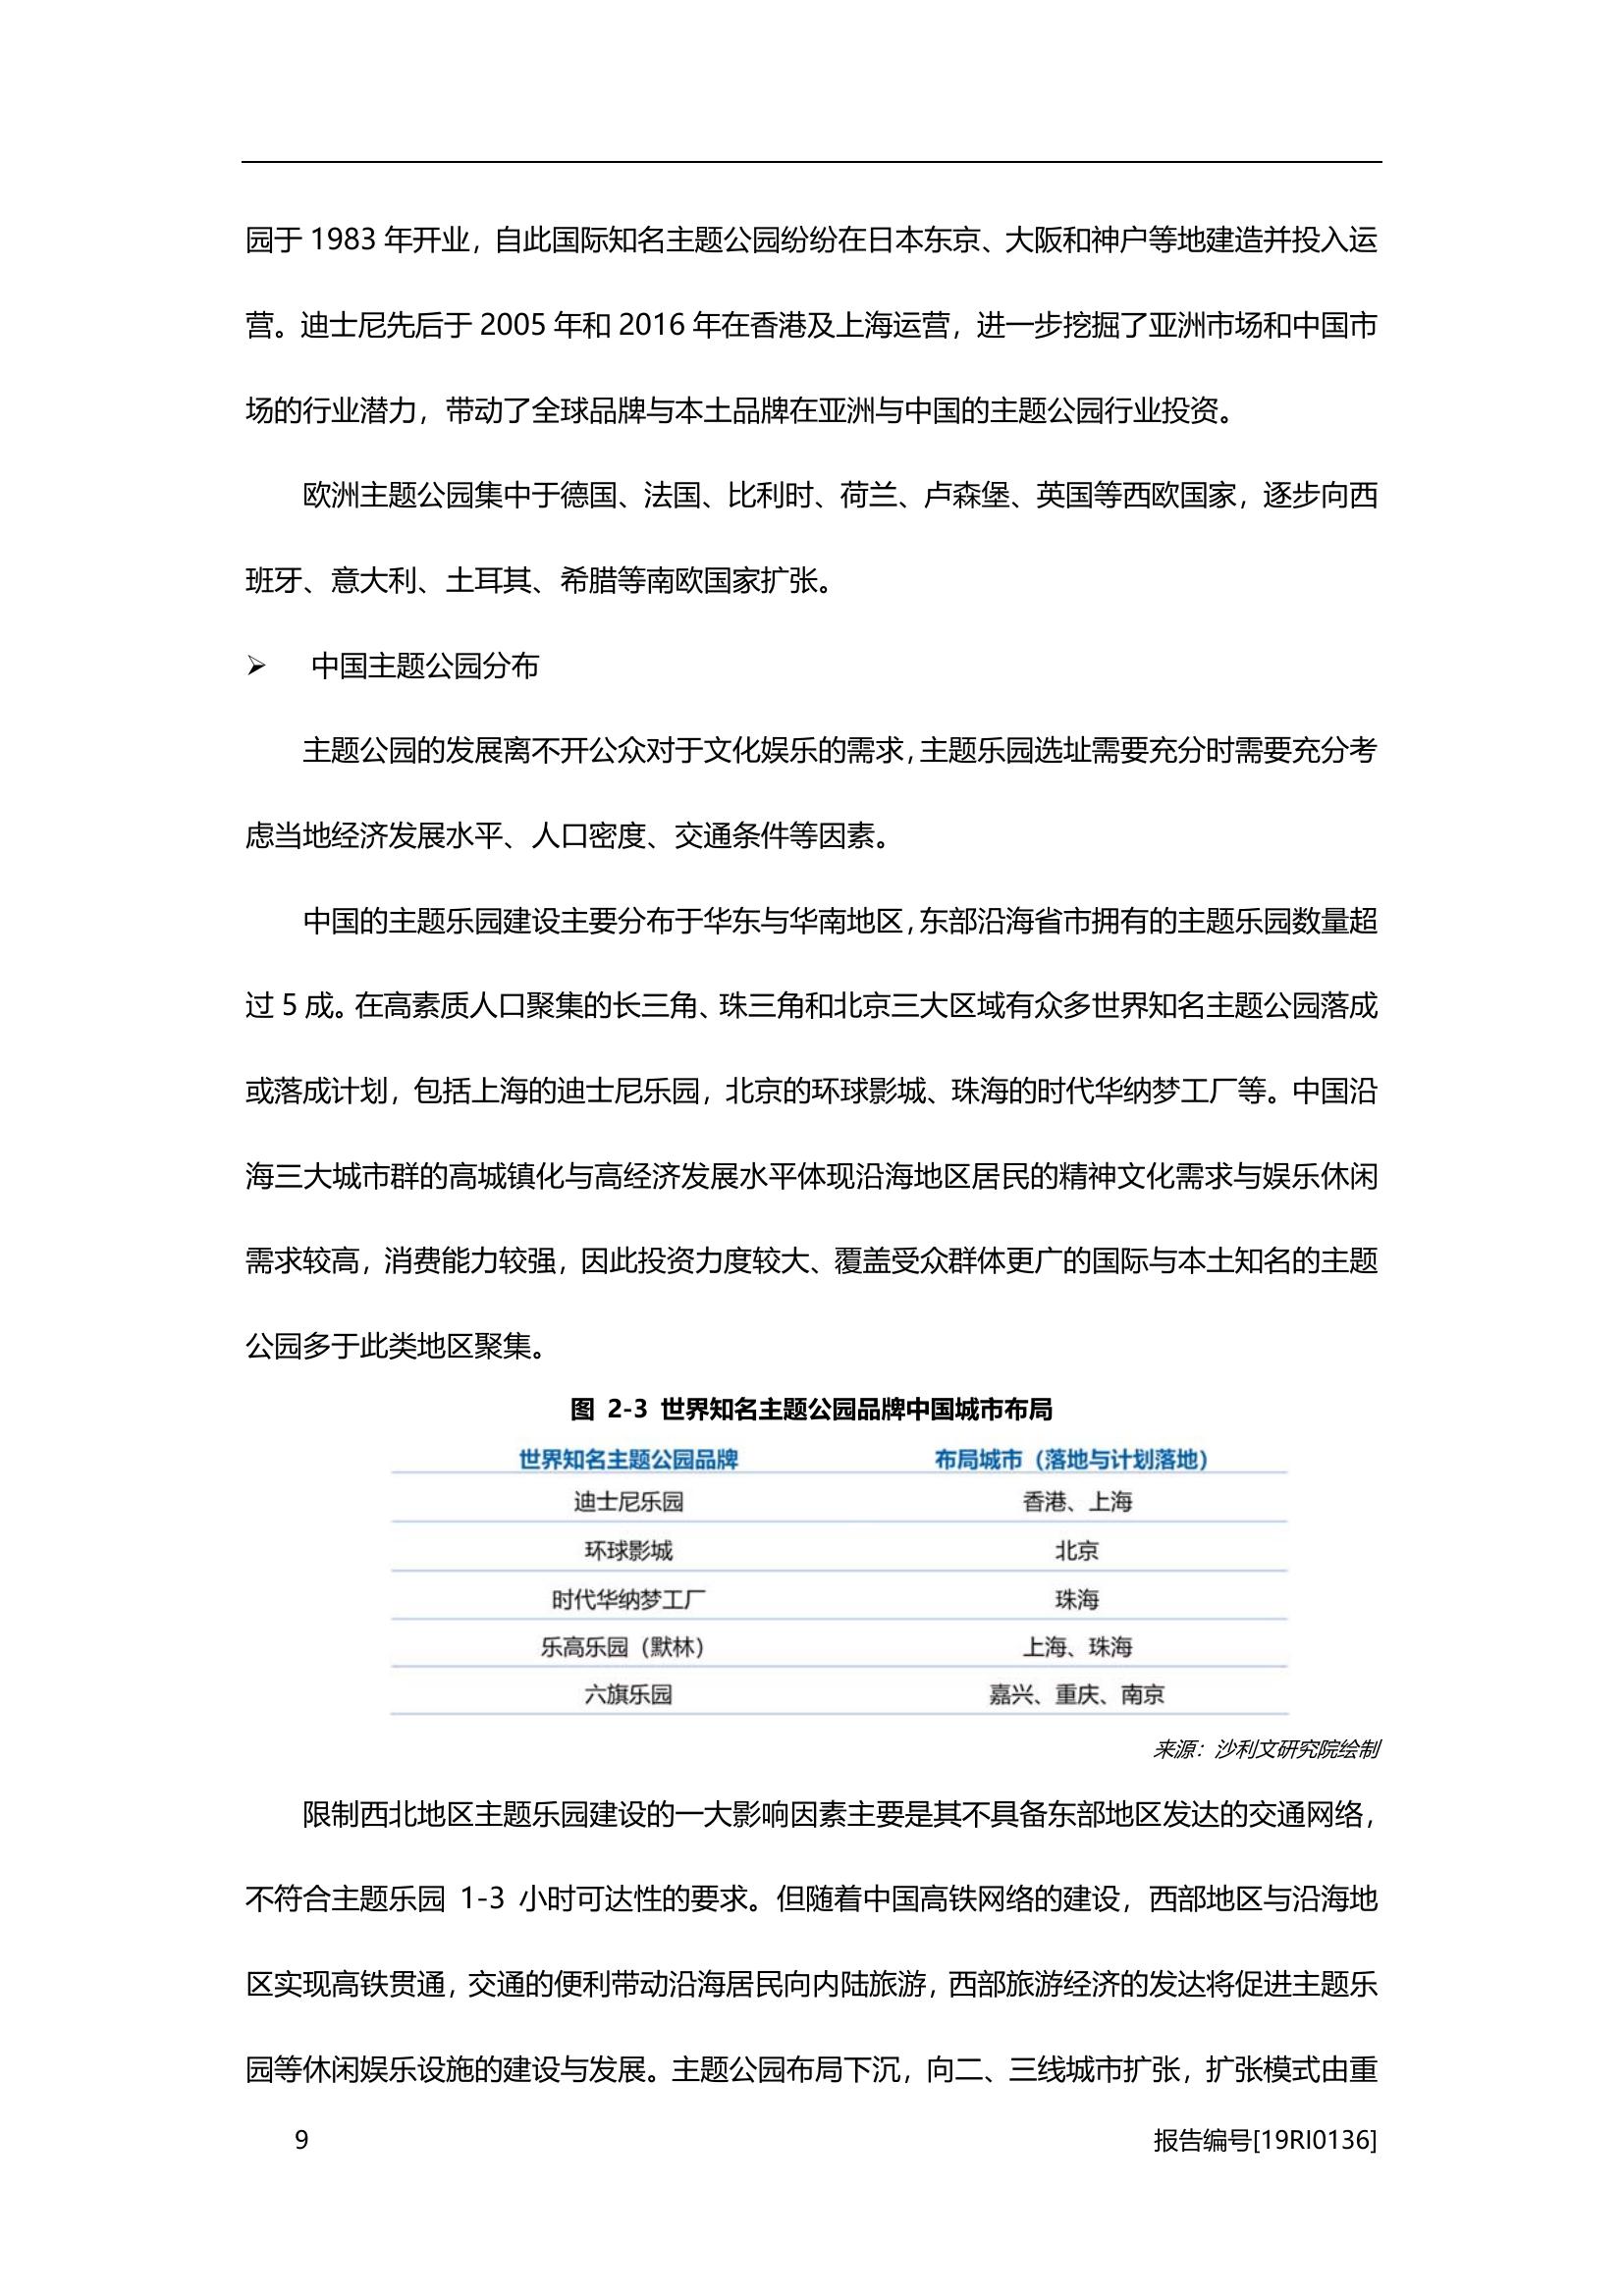 园于 1983 年开业，自此国际知名主题公园纷纷在日本东京、大阪和神户等地建造并投入运
营。迪士尼先后于 2005 年和 2016 年在香港及上海运营，进一步挖掘了亚洲市场和中国市
场的行业潜力，带动了全球品牌与本土品牌在亚洲与中国的主题公园行业投资。
欧洲主题公园集中于德国、法国、比利时、荷兰、卢森堡、英国等西欧国家，逐步向西
班牙、意大利、土耳其、希腊等南欧国家扩张。
➢ 中国主题公园分布
主题公园的发展离不开公众对于文化娱乐的需求，主题乐园选址需要充分时需要充分考
虑当地经济发展水平、人口密度、交通条件等因素。
中国的主题乐园建设主要分布于华东与华南地区，东部沿海省市拥有的主题乐园数量超
过 5 成。在高素质人口聚集的长三角、珠三角和北京三大区域有众多世界知名主题公园落成
或落成计划，包括上海的迪士尼乐园，北京的环球影城、珠海的时代华纳梦工厂等。中国沿
海三大城市群的高城镇化与高经济发展水平体现沿海地区居民的精神文化需求与娱乐休闲
需求较高，消费能力较强，因此投资力度较大、覆盖受众群体更广的国际与本土知名的主题
公园多于此类地区聚集。
图 2-3 世界知名主题公园品牌中国城市布局
世界知名主题公园品牌 布局城市（落地与计划落地）
迪士尼乐园 香港、上海
环球影城 北京
时代华纳梦工厂 珠海
乐高乐园（默林） 上海、珠海
六旗乐园 嘉兴、重庆、南京
来源：沙利文研究院绘制
限制西北地区主题乐园建设的一大影响因素主要是其不具备东部地区发达的交通网络，
不符合主题乐园 1-3 小时可达性的要求。但随着中国高铁网络的建设，西部地区与沿海地
区实现高铁贯通，交通的便利带动沿海居民向内陆旅游，西部旅游经济的发达将促进主题乐
园等休闲娱乐设施的建设与发展。主题公园布局下沉，向二、三线城市扩张，扩张模式由重
9 报告编号[19RI0136]